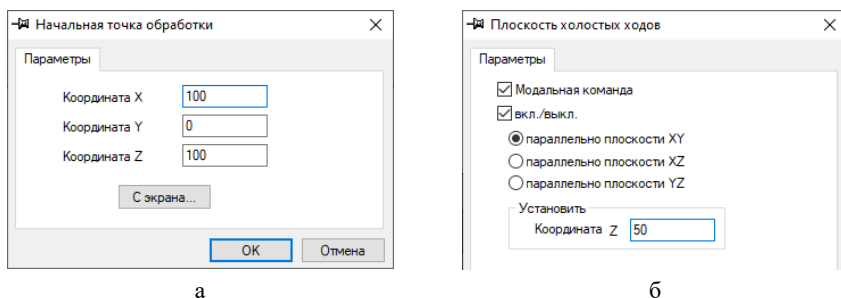 Начальная точка обработки
Параметры
Координата X 100
Координата Y 0
Координата Z 100
С экрана...
OK Отмена
а
Плоскость холостых ходов
Параметры
Модальная команда
вкл./выкл.
параллельно плоскости XY
параллельно плоскости XZ
параллельно плоскости YZ
Установить
Координата Z 50
б